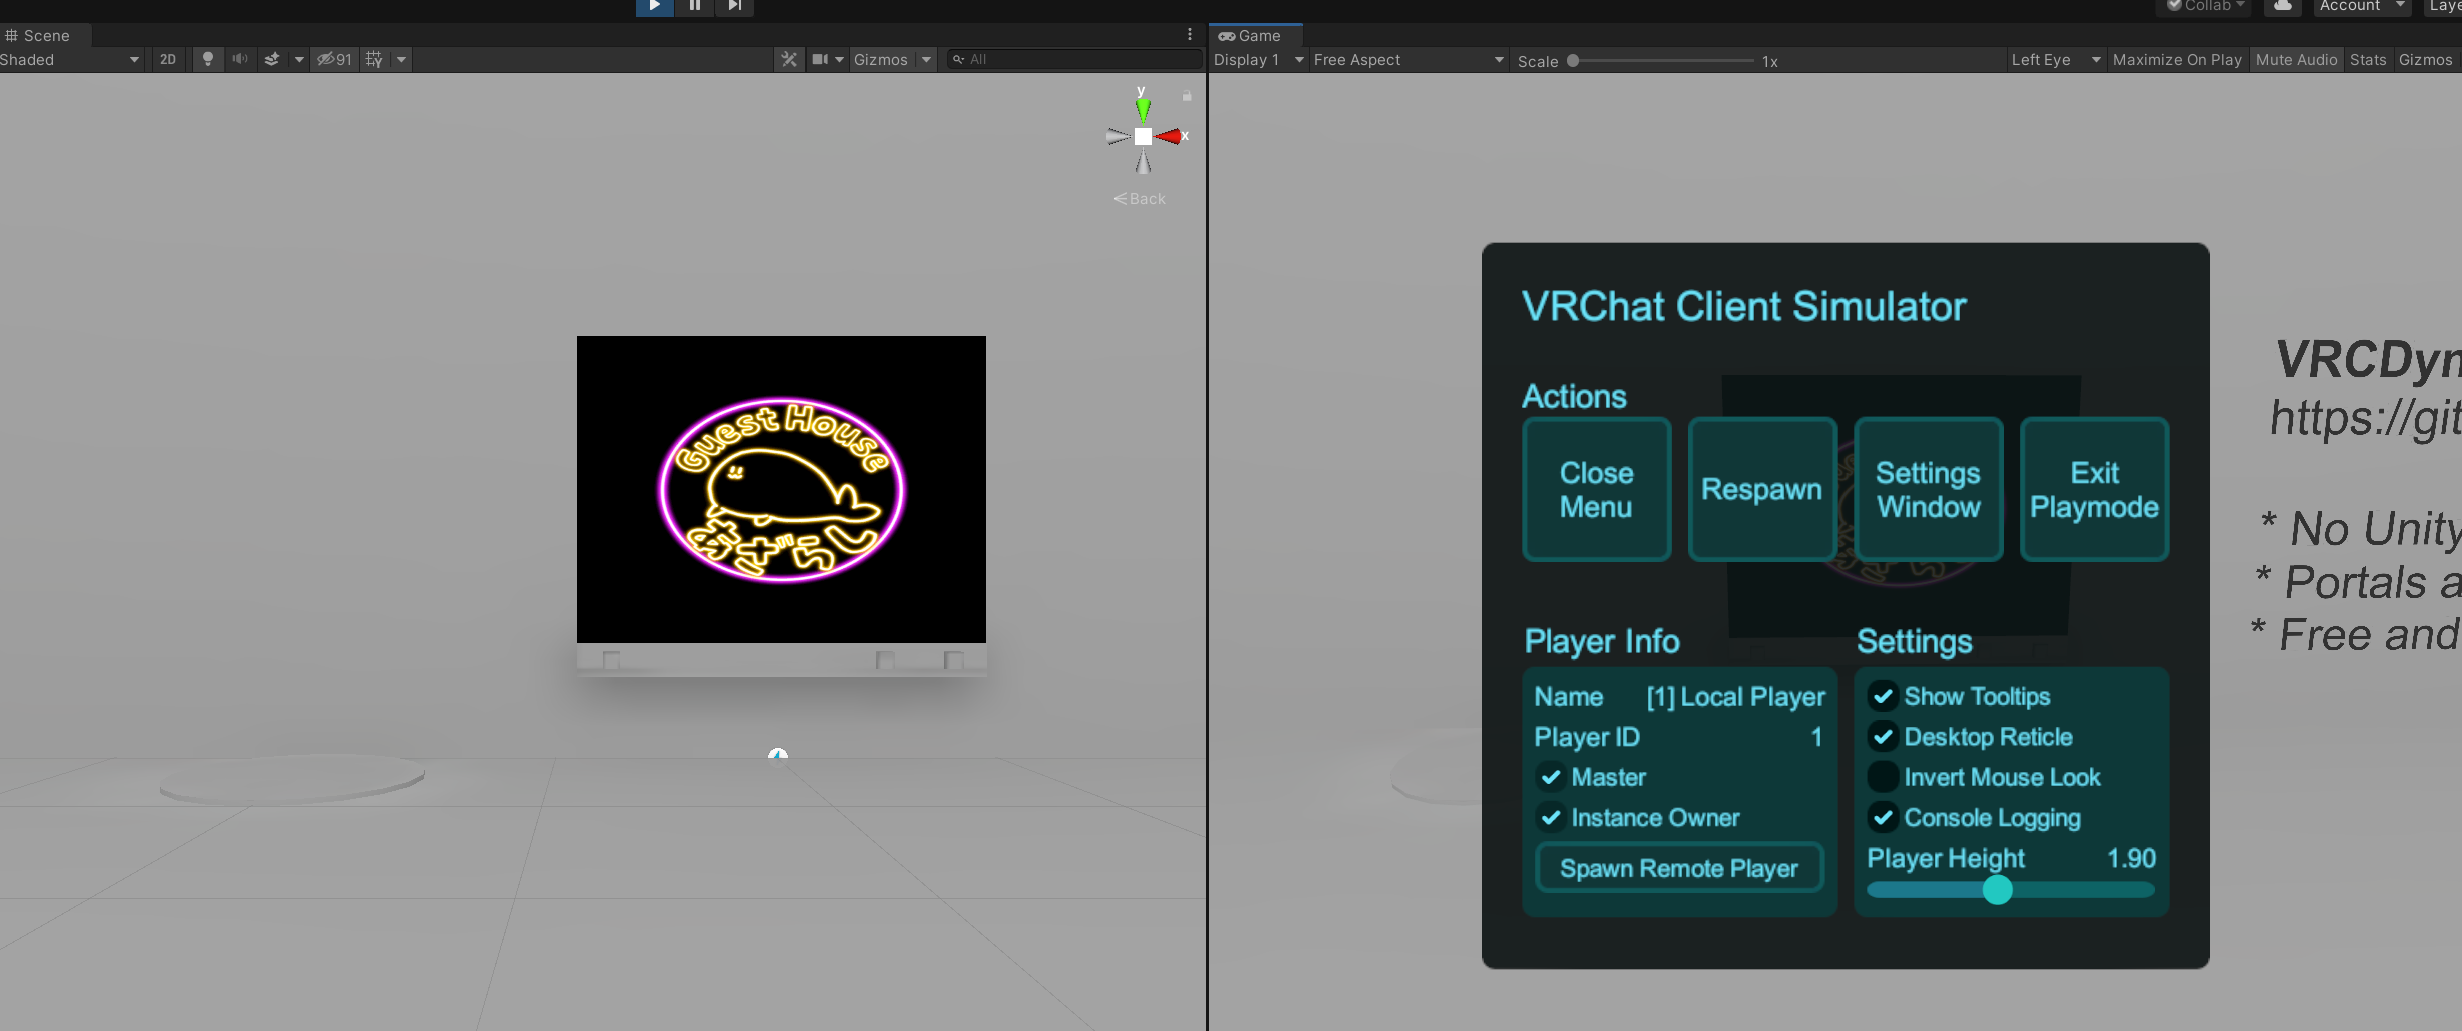 Collab
Account
Laye
Scene
Shaded
2D
91
Gizmos
All
y
x
Back
Guest House
Game
Display 1
Free Aspect
Scale
1x
Left Eye
Maximize On Play
Mute Audio
Stats
Gizmos
VRChat Client Simulator
Actions
Close
Menu
Respawn
Settings
Window
Exit
Playmode
Player Info
Name [1] Local Player
Player ID 1
Master
Instance Owner
Spawn Remote Player
Settings
Show Tooltips
Desktop Reticle
Invert Mouse Look
Console Logging
Player Height 1.90
VRCDyn
https://git
* No Unity
* Portals a
* Free and